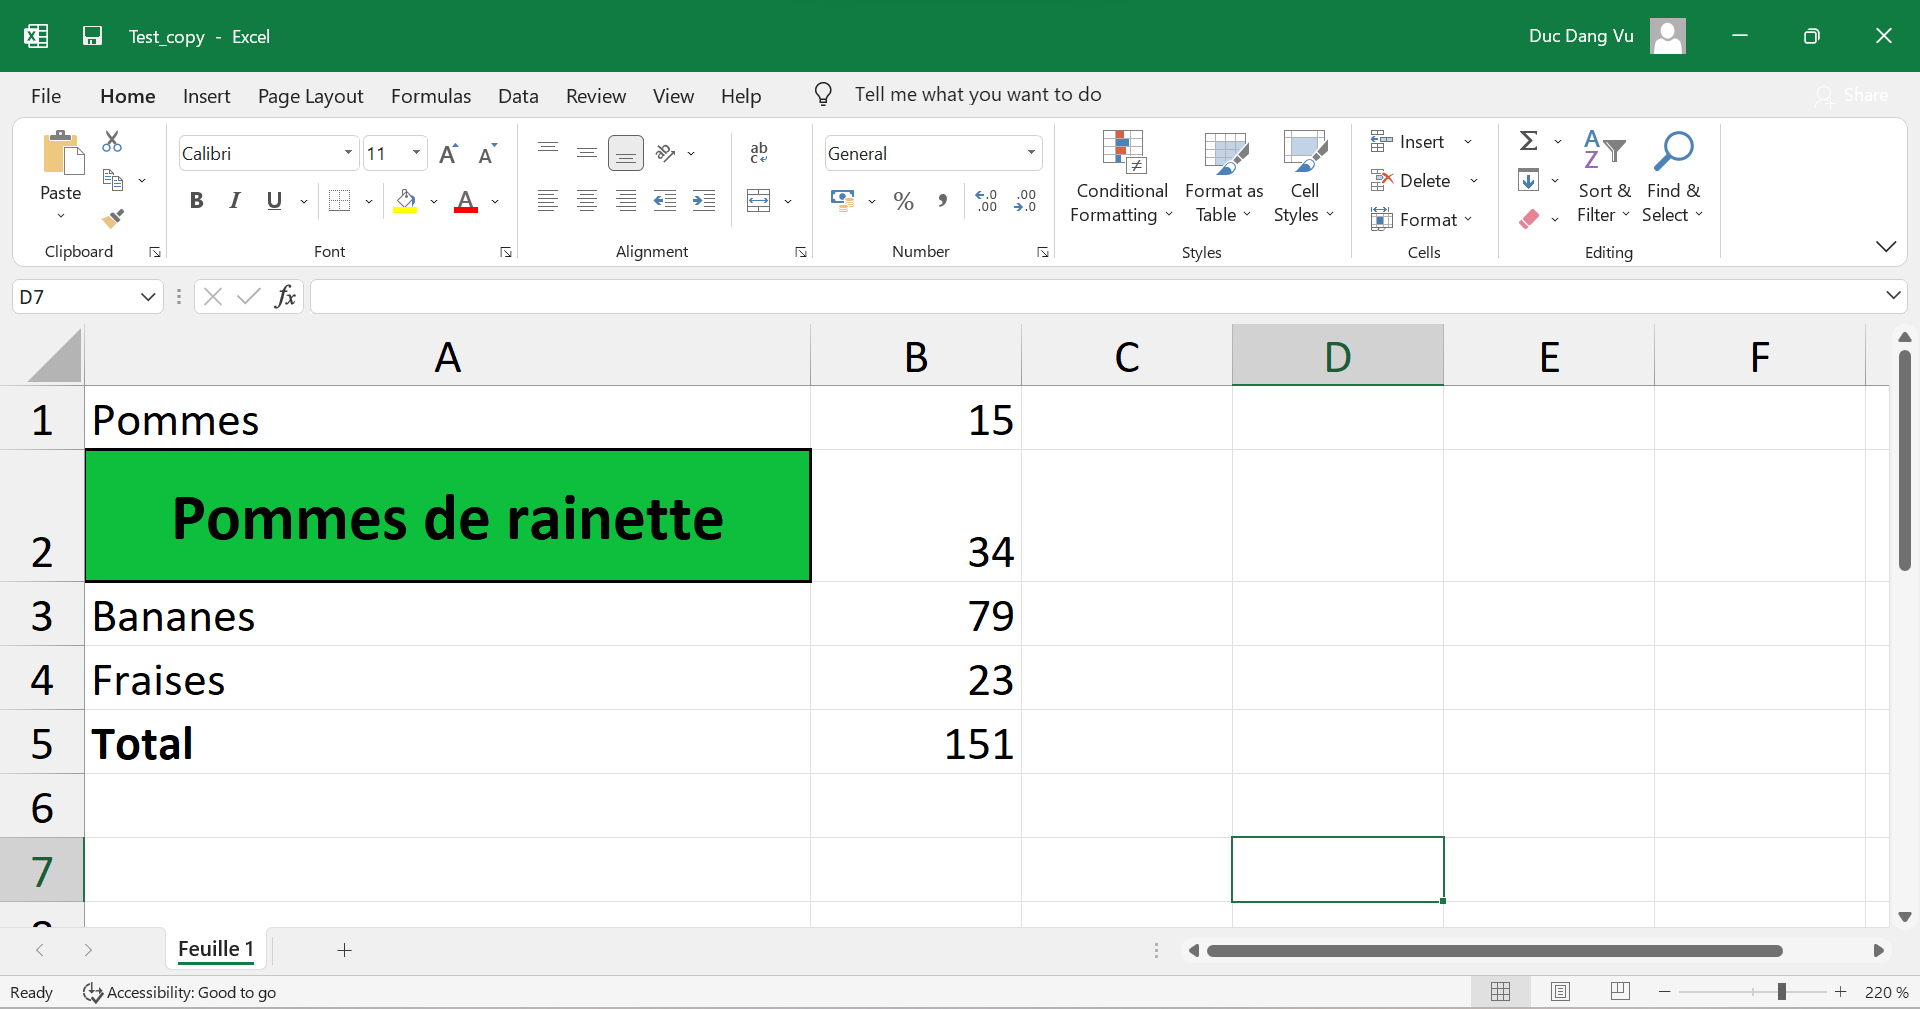 Test_copy - Excel
Duc Dang Vu
File Home Insert Page Layout Formulas Data Review View Help Tell me what you want to do Share
Paste
Clipboard
Calibri 11
B I U
Font
ab
Alignment
General
% ,
Number
Conditional Formatting
Format as Table
Cell Styles
Styles
Insert
Delete
Format
Cells
Sort & Filter
Find & Select
Editing
D7 fx
A B C D E F
1 Pommes 15
2 Pommes de rainette 34
3 Bananes 79
4 Fraises 23
5 Total 151
6
7
Feuille 1
Ready Accessibility: Good to go 220 %